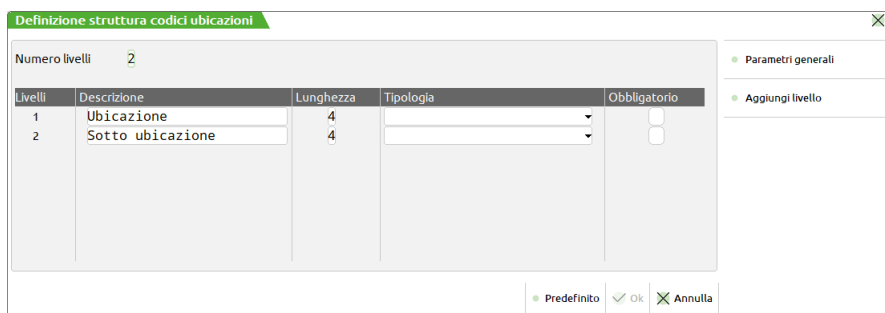 Definizione struttura codici ubicazioni
Numero livelli 2
Parametri generali
Aggiungi livello
Livelli Descrizione Lunghezza Tipologia Obbligatorio
1 Ubicazione 4
2 Sotto ubicazione 4
Predefinito Ok Annulla